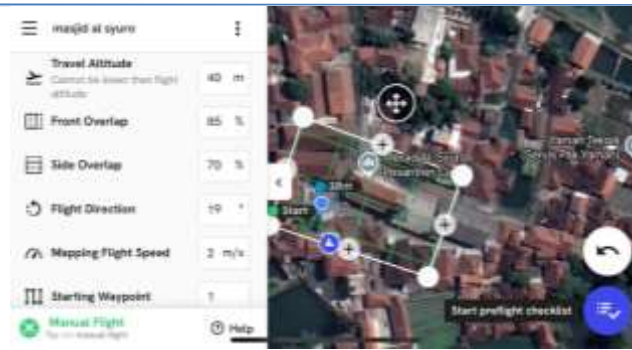 masjid al syuro
Travel Altitude
Cannot be lower than flight
altitude
40 m
Front Overlap
85 %
Side Overlap
70 %
Flight Direction
19 °
Mapping Flight Speed
2 m/s
Starting Waypoint
1
Manual Flight
Help
Start
Start preflight checklist